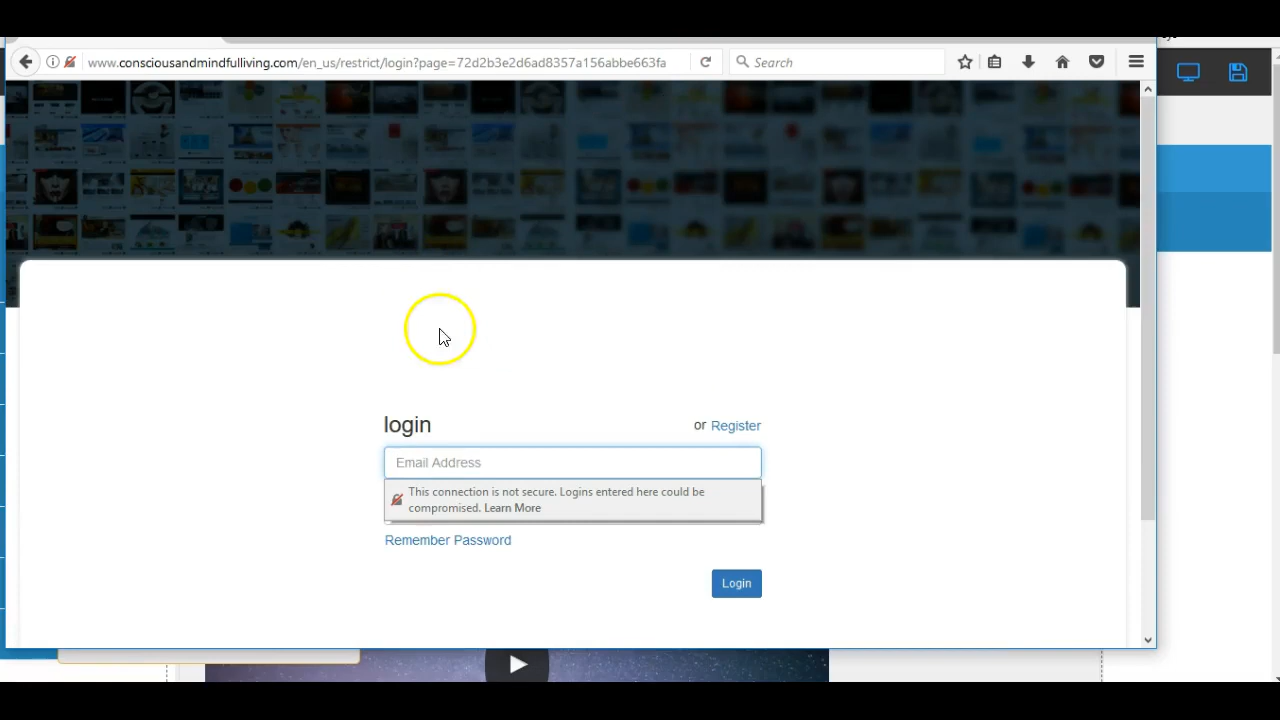 www.consciousandmindfulliving.com/en_us/restrict/login?page=72d2b3e2d6ad8357a156abbe663fa
Search
login
or Register
Email Address
This connection is not secure. Logins entered here could be
compromised. Learn More
Remember Password
Login